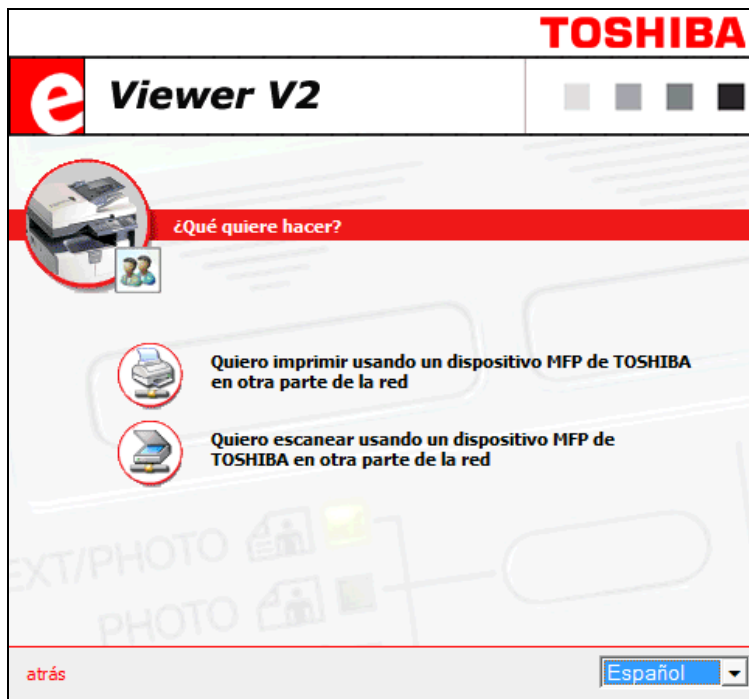 TOSHIBA
e Viewer V2
¿Qué quiere hacer?
Quiero imprimir usando un dispositivo MFP de TOSHIBA
en otra parte de la red
Quiero escanear usando un dispositivo MFP de
TOSHIBA en otra parte de la red
EXT/PHOTO
PHOTO
atrás
Español